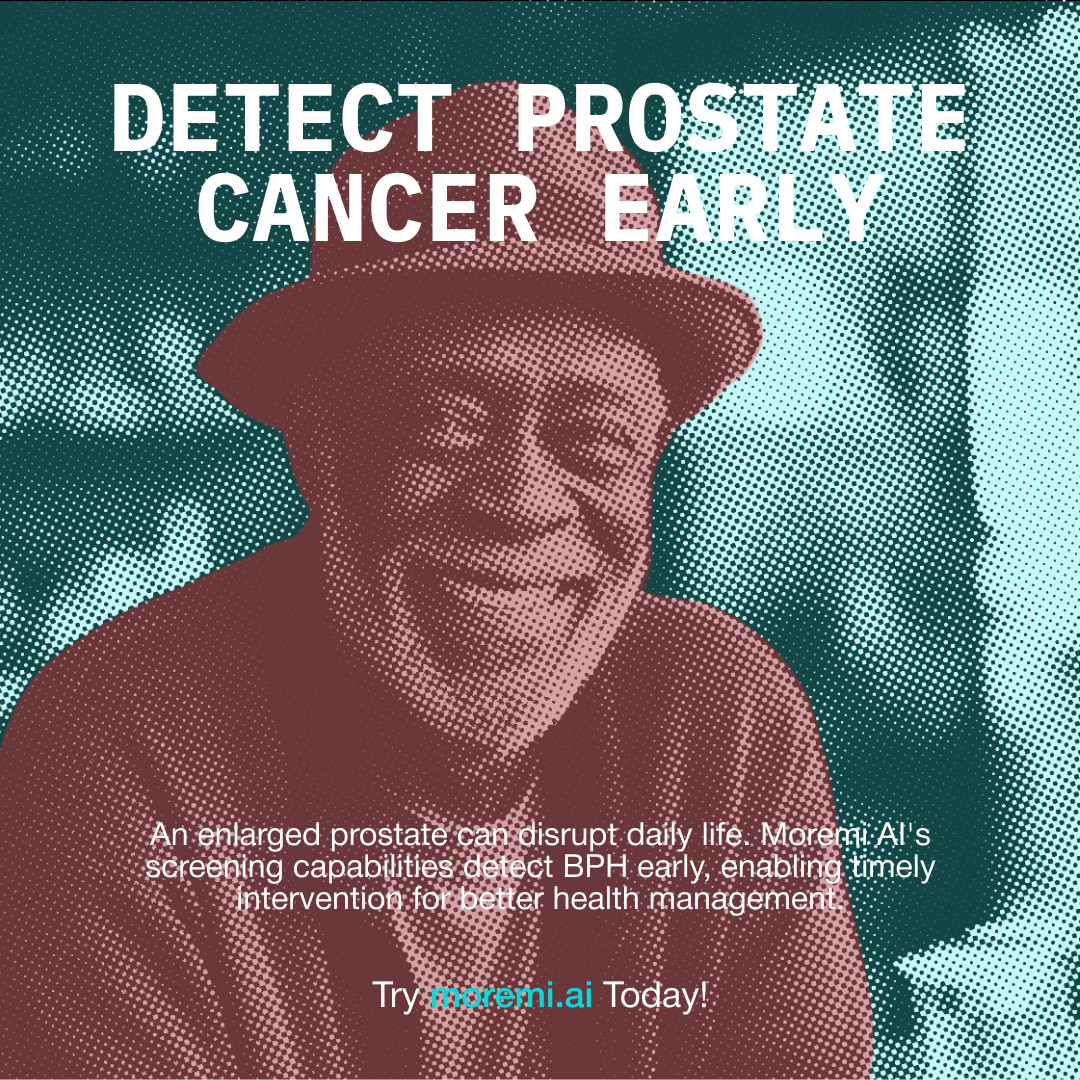 DETECT PROSTATE
CANCER EARLY
An enlarged prostate can disrupt daily life. Moremi AI's
screening capabilities detect BPH early, enabling timely
intervention for better health management.
Try moremi.ai Today!